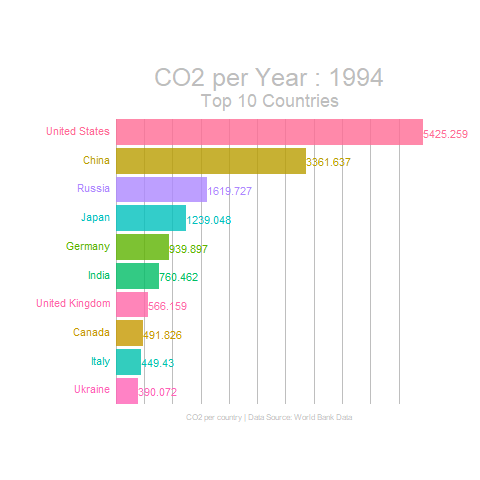 CO2 per Year : 1994
Top 10 Countries
United States 5425.259
China 3361.637
Russia 1619.727
Japan 1239.048
Germany 939.897
India 760.462
United Kingdom 566.159
Canada 491.826
Italy 449.43
Ukraine 390.072
CO2 per country | Data Source: World Bank Data